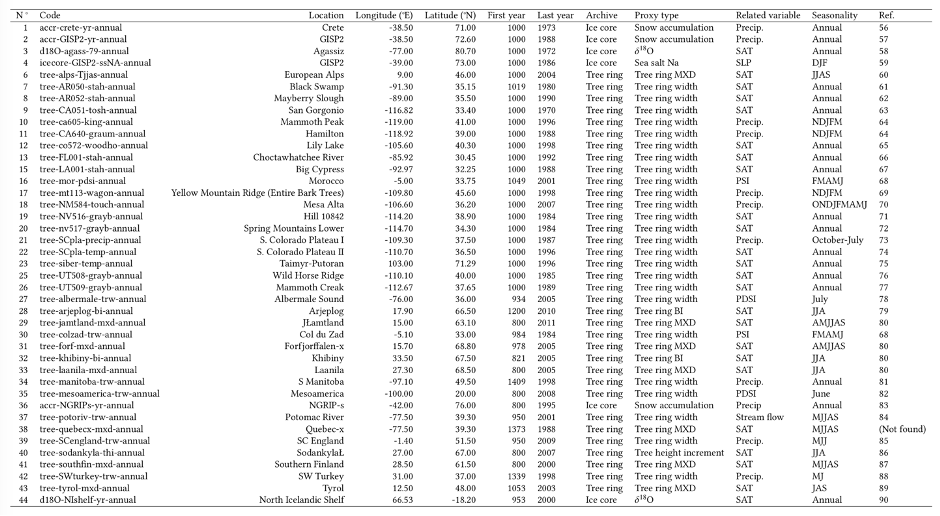 N° Code Location Longitude (°E) Latitude (°N) First year Last year Archive Proxy type Related variable Seasonality Ref.
1 accr-crete-yr-annual Crete -38.50 71.00 1000 1973 Ice core Snow accumulation Precip. Annual 56
2 accr-GISP2-yr-annual GISP2 -38.50 72.60 1000 1988 Ice core Snow accumulation Precip. Annual 57
3 d18O-agass-79-annual Agassiz -77.00 80.70 1000 1972 Ice core δ¹⁸O SAT Annual 58
4 icecore-GISP2-ssNA-annual GISP2 -39.00 73.00 1000 1986 Ice core Sea salt Na SLP DJF 59
6 tree-alps-Tjjas-annual European Alps 9.00 46.00 1000 2004 Tree ring Tree ring MXD SAT JJAS 60
7 tree-AR050-stah-annual Black Swamp -91.30 35.15 1019 1980 Tree ring Tree ring width SAT Annual 61
8 tree-AR052-stah-annual Mayberry Slough -89.00 35.50 1000 1990 Tree ring Tree ring width SAT Annual 62
9 tree-CA051-tosh-annual San Gorgonio -116.82 33.40 1000 1970 Tree ring Tree ring width SAT Annual 63
10 tree-ca605-king-annual Mammoth Peak -119.00 41.00 1000 1996 Tree ring Tree ring width Precip. NDJFM 64
11 tree-CA640-graum-annual Hamilton -118.92 39.00 1000 1988 Tree ring Tree ring width Precip. NDJFM 64
12 tree-co572-woodho-annual Lily Lake -105.60 40.30 1000 1998 Tree ring Tree ring width SAT Annual 65
13 tree-FL001-stah-annual Choctawhatchee River -85.92 30.45 1000 1992 Tree ring Tree ring width SAT Annual 66
15 tree-LA001-stah-annual Big Cypress -92.97 32.25 1000 1988 Tree ring Tree ring width SAT Annual 67
16 tree-mor-pdsi-annual Morocco -5.00 33.75 1049 2001 Tree ring Tree ring width PSI FMAMJ 68
17 tree-mt113-wagon-annual Yellow Mountain Ridge (Entire Bark Trees) -109.80 45.60 1000 1998 Tree ring Tree ring width Precip. NDJFM 69
18 tree-NM584-touch-annual Mesa Alta -106.60 36.20 1000 2007 Tree ring Tree ring width Precip. ONDJFMAMJ 70
19 tree-NV516-grayb-annual Hill 10842 -114.20 38.90 1000 1984 Tree ring Tree ring width SAT Annual 71
20 tree-nv517-grayb-annual Spring Mountains Lower -114.70 34.30 1000 1984 Tree ring Tree ring width SAT Annual 72
21 tree-SCpla-precip-annual S. Colorado Plateau I -109.30 37.50 1000 1987 Tree ring Tree ring width Precip. October-July 73
22 tree-SCpla-temp-annual S. Colorado Plateau II -110.70 36.50 1000 1996 Tree ring Tree ring width SAT Annual 74
23 tree-siber-temp-annual Taimyr-Putoran 103.00 71.29 1000 1996 Tree ring Tree ring width SAT Annual 75
25 tree-UT508-grayb-annual Wild Horse Ridge -110.10 40.00 1000 1985 Tree ring Tree ring width SAT Annual 76
26 tree-UT509-grayb-annual Mammoth Creak -112.67 37.65 1000 1989 Tree ring Tree ring width SAT Annual 77
27 tree-albermale-trw-annual Albermale Sound -76.00 36.00 934 2005 Tree ring Tree ring width PDSI July 78
28 tree-arjeplog-bi-annual Arjeplog 17.90 66.50 1200 2010 Tree ring Tree ring BI SAT JJA 79
29 tree-jamtland-mxd-annual JLamtland 15.00 63.10 800 2011 Tree ring Tree ring MXD SAT AMJJAS 80
30 tree-colzad-trw-annual Col du Zad -5.10 33.00 984 1984 Tree ring Tree ring width PSI FMAMJ 68
31 tree-forf-mxd-annual Forfjorffalen-x 15.70 68.80 978 2005 Tree ring Tree ring MXD SAT AMJJAS 80
32 tree-khibiny-bi-annual Khibiny 33.50 67.50 821 2005 Tree ring Tree ring BI SAT JJA 80
33 tree-laanila-mxd-annual Laanila 27.30 68.50 800 2005 Tree ring Tree ring MXD SAT JJA 80
34 tree-manitoba-trw-annual S Manitoba -97.10 49.50 1409 1998 Tree ring Tree ring width Precip. Annual 81
35 tree-mesoamerica-trw-annual Mesoamerica -100.00 20.00 800 2008 Tree ring Tree ring width PDSI June 82
36 accr-NGRIPs-yr-annual NGRIP-s -42.00 76.00 800 1995 Ice core Snow accumulation Precip Annual 83
37 tree-potoriv-trw-annual Potomac River -77.50 39.30 950 2001 Tree ring Tree ring width Stream flow MJJAS 84
38 tree-quebecx-mxd-annual Quebec-x -77.50 39.30 1373 1988 Tree ring Tree ring MXD SAT MJJAS (Not found)
39 tree-SCengland-trw-annual SC England -1.40 51.50 950 2009 Tree ring Tree ring width Precip. MJJ 85
40 tree-sodankyla-thi-annual SodankylaŁ 27.00 67.00 800 2007 Tree ring Tree height increment SAT JJA 86
41 tree-southfin-mxd-annual Southern Finland 28.50 61.50 800 2000 Tree ring Tree ring MXD SAT MJJAS 87
42 tree-SWturkey-trw-annual SW Turkey 31.00 37.00 1339 1998 Tree ring Tree ring width Precip. MJ 88
43 tree-tyrol-mxd-annual Tyrol 12.50 48.00 1053 2003 Tree ring Tree ring MXD SAT JAS 89
44 d18O-NIshelf-yr-annual North Icelandic Shelf 66.53 -18.20 953 2000 Ice core δ¹⁸O SAT Annual 90